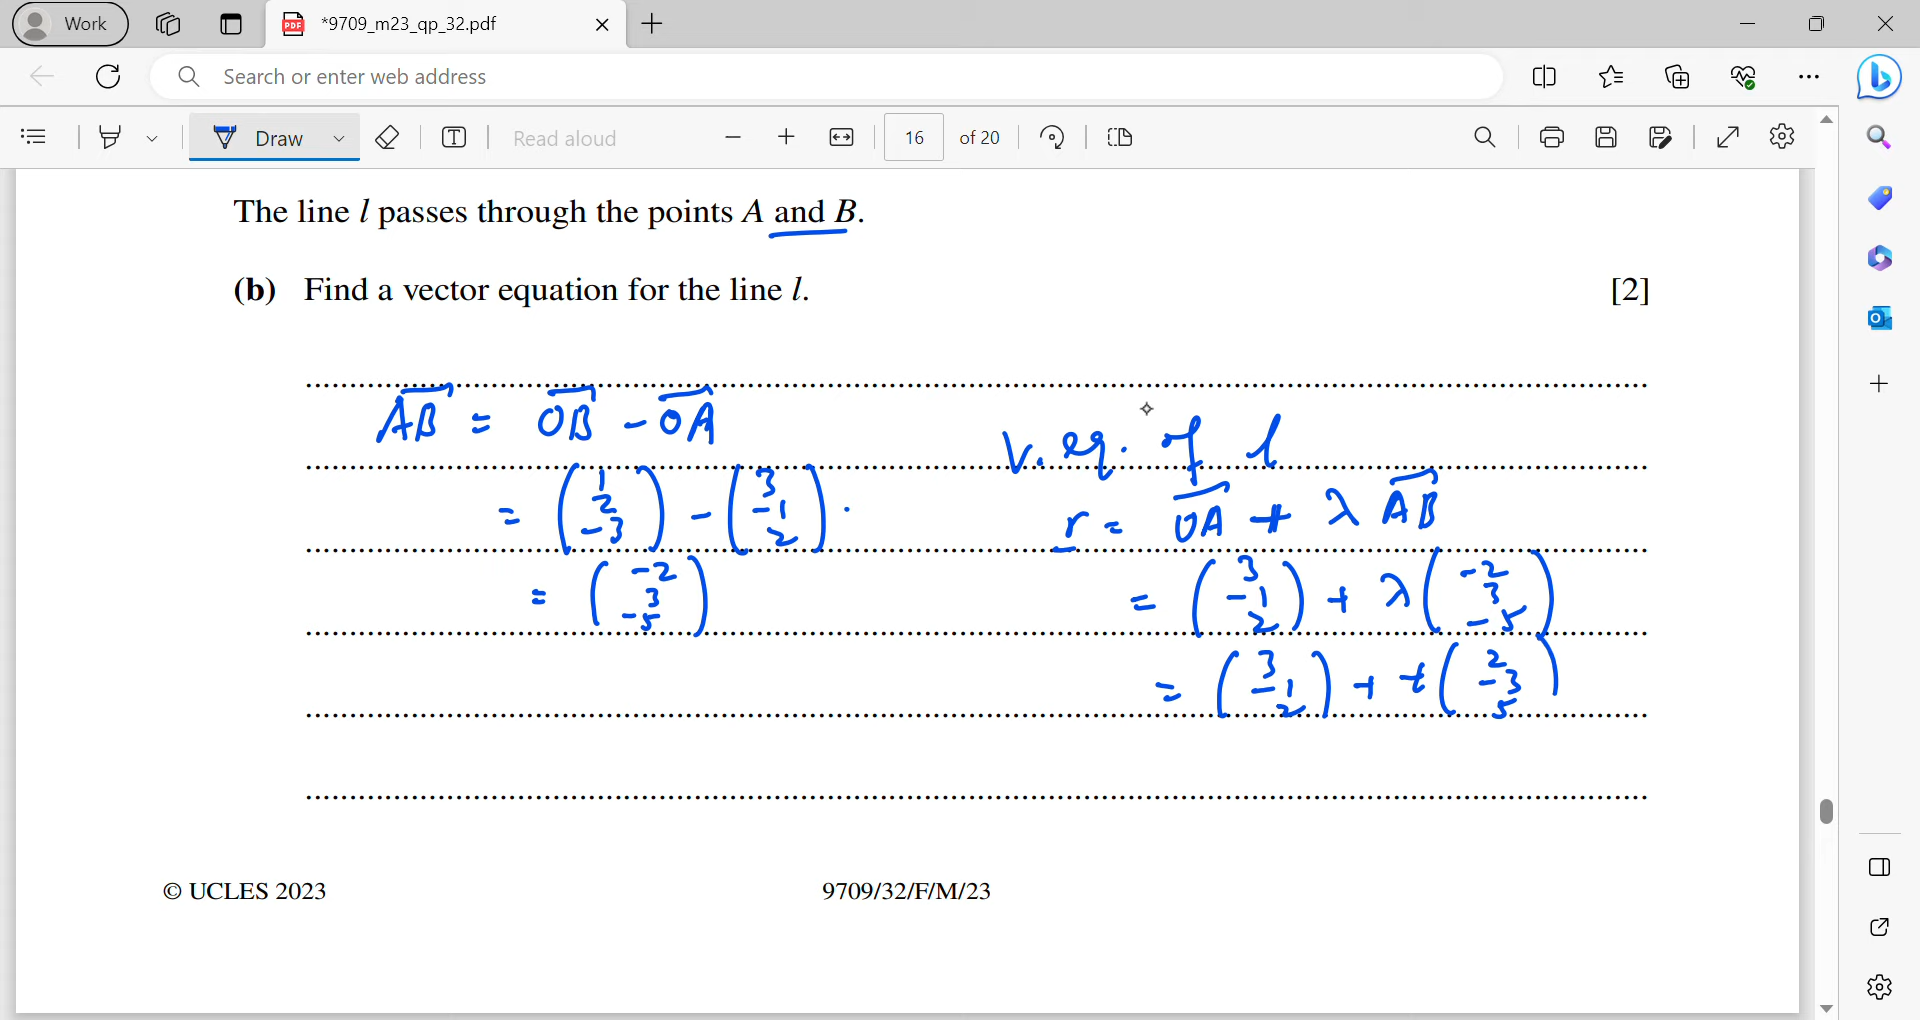 Work
*9709_m23_qp_32.pdf
Search or enter web address
Draw
Read aloud
16 of 20
The line l passes through the points A and B.
(b) Find a vector equation for the line l. [2]
AB = OB - OA
= (1 2 -3) - (3 -1 2).
= (-2 3 -5)
V. eq. of l
r = OA + λ AB
= (3 -1 2) + λ (-2 3 -5)
= (3 -1 2) + t (2 -3 5)
© UCLES 2023
9709/32/F/M/23